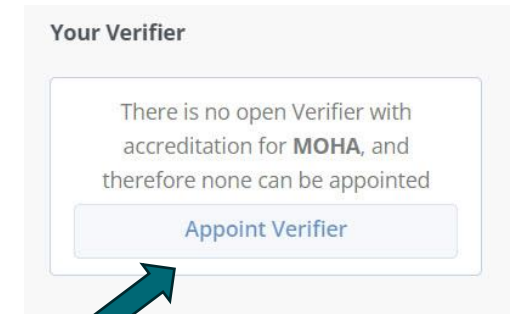 Your Verifier
There is no open Verifier with
accreditation for MOHA, and
therefore none can be appointed
Appoint Verifier